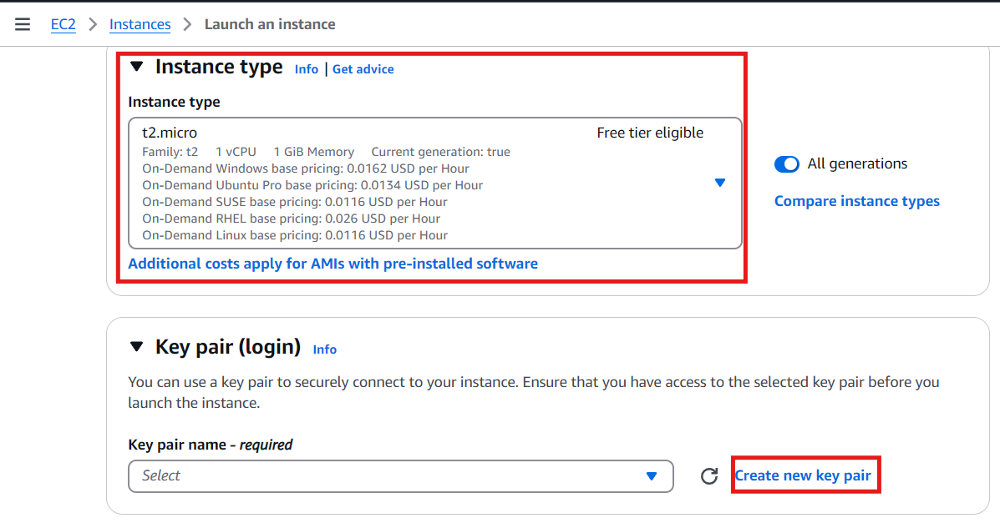 EC2 > Instances > Launch an instance
Instance type Info | Get advice
Instance type
t2.micro Free tier eligible
Family: t2 1 vCPU 1 GiB Memory Current generation: true
On-Demand Windows base pricing: 0.0162 USD per Hour
On-Demand Ubuntu Pro base pricing: 0.0134 USD per Hour
On-Demand SUSE base pricing: 0.0116 USD per Hour
On-Demand RHEL base pricing: 0.026 USD per Hour
On-Demand Linux base pricing: 0.0116 USD per Hour
All generations
Compare instance types
Additional costs apply for AMIs with pre-installed software
Key pair (login) Info
You can use a key pair to securely connect to your instance. Ensure that you have access to the selected key pair before you
launch the instance.
Key pair name - required
Select
Create new key pair